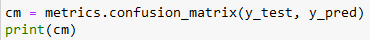 cm = metrics.confusion_matrix(y_test, y_pred)
print(cm)